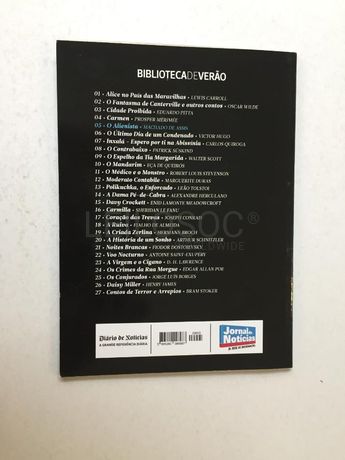 BIBLIOTECADEVERÃO
01 - Alice no País das Maravilhas - LEWIS CARROLL
02 - O Fantasma de Canterville e outros contos - OSCAR WILDE
03 - Cidade Proibida - EDUARDO PITTA
04 - Carmen - PROSPER MÉRIMÉE
05 - O Alienista - MACHADO DE ASSIS
06 - O Último Dia de um Condenado - VICTOR HUGO
07 - Inxalá - Espero por ti na Abissínia - CARLOS QUIROGA
08 - O Contrabaixo - PATRICK SÜSKIND
09 - O Espelho da Tia Margarida - WALTER SCOTT
10 - O Mandarim - EÇA DE QUEIRÓS
11 - O Médico e o Monstro - ROBERT LOUIS STEVENSON
12 - Moderato Cantabile - MARGUERITE DURAS
13 - Polikuchka, o Enforcado - LEÃO TOLSTOI
14 - A Dama Pé-de-Cabra - ALEXANDRE HERCULANO
15 - Davy Crockett - ENID LAMONTE MEADOWCROFT
16 - Carmilla - SHERIDAN LE FANU
17 - Coração das Trevas - JOSEPH CONRAD
18 - A Ruiva - FIALHO DE ALMEIDA
19 - A Criada Zerlina - HERMANN BROCH
20 - A História de um Sonho - ARTHUR SCHNITZLER
21 - Noites Brancas - FIODOR DOSTOIEVSKY
22 - Voo Nocturno - ANTOINE SAINT-EXUPÉRY
23 - A Virgem e o Cigano - D. H. LAWRENCE
24 - Os Crimes da Rua Morgue - EDGAR ALLAN POE
25 - Os Conjurados - JORGE LUIS BORGES
26 - Daisy Miller - HENRY JAMES
27 - Contos de Terror e Arrepios - BRAM STOKER
Diário de Notícias
A GRANDE REFERÊNCIA DIÁRIA
Jornal de
Notícias